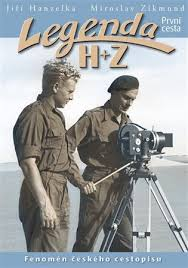 Jiří Hanzelka, Miroslav Zikmund
Legenda
První
cesta
H+Z
Fenomén českého cestopisu